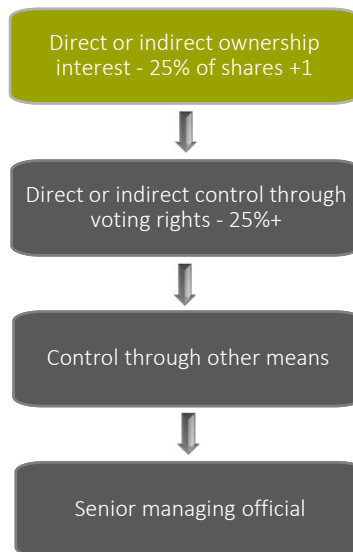 Direct or indirect ownership
interest - 25% of shares +1
Direct or indirect control through
voting rights - 25%+
Control through other means
Senior managing official